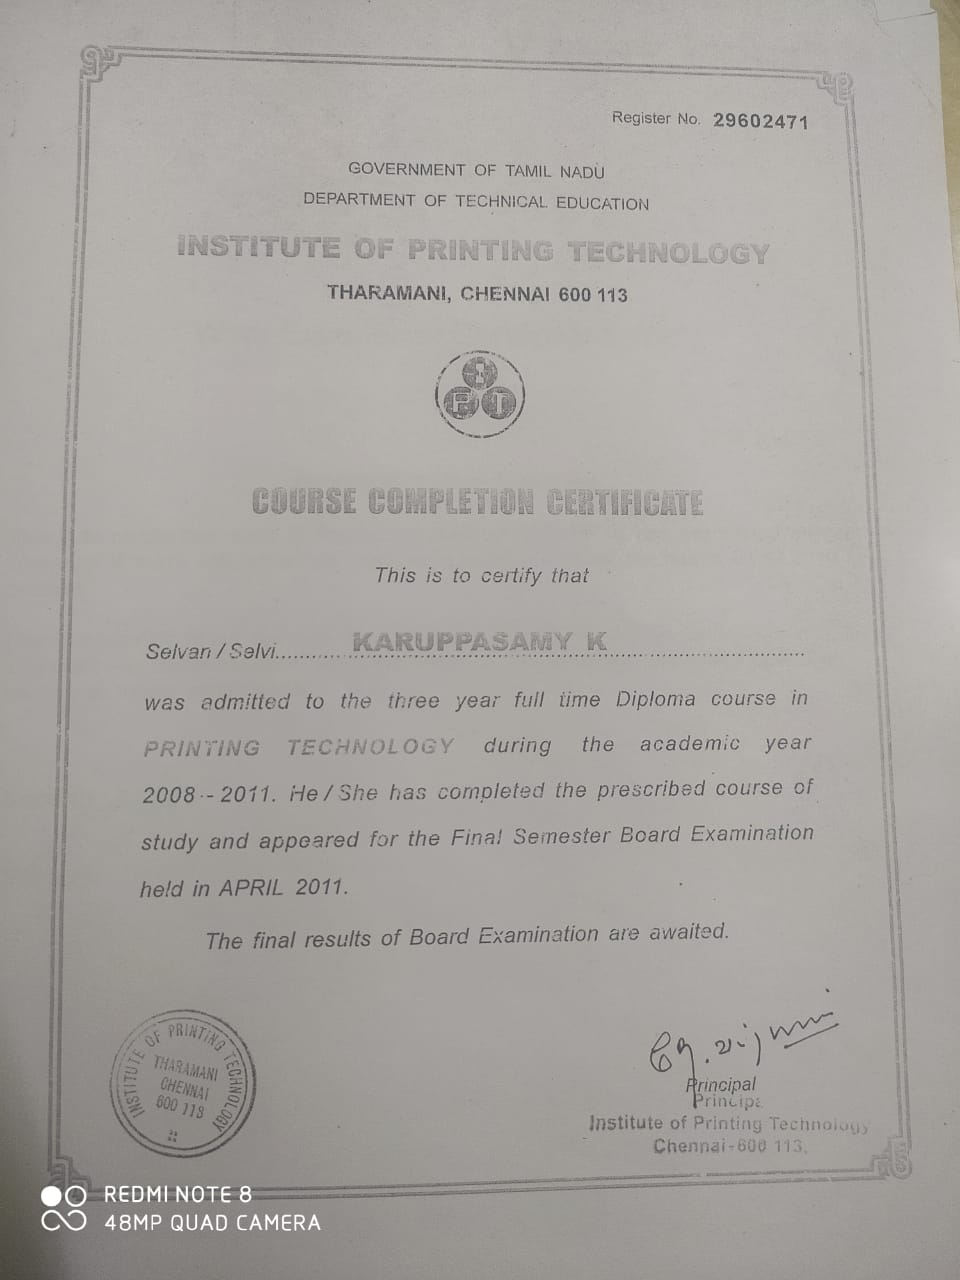 Register No. 29602471
GOVERNMENT OF TAMIL NADU
DEPARTMENT OF TECHNICAL EDUCATION
INSTITUTE OF PRINTING TECHNOLOGY
THARAMANI, CHENNAI 600 113
I
P T
COURSE COMPLETION CERTIFICATE
This is to certify that
Selvan / Selvi............KARUPPASAMY K............
was admitted to the three year full time Diploma course in
PRINTING TECHNOLOGY during the academic year
2008 - 2011. He / She has completed the prescribed course of
study and appeared for the Final Semester Board Examination
held in APRIL 2011.
The final results of Board Examination are awaited.
INSTITUTE OF PRINTING TECHNOLOGY
THARAMANI
CHENNAI
600 113
Principal
Principa
Institute of Printing Technology
Chennai-600 113.
REDMI NOTE 8
48MP QUAD CAMERA